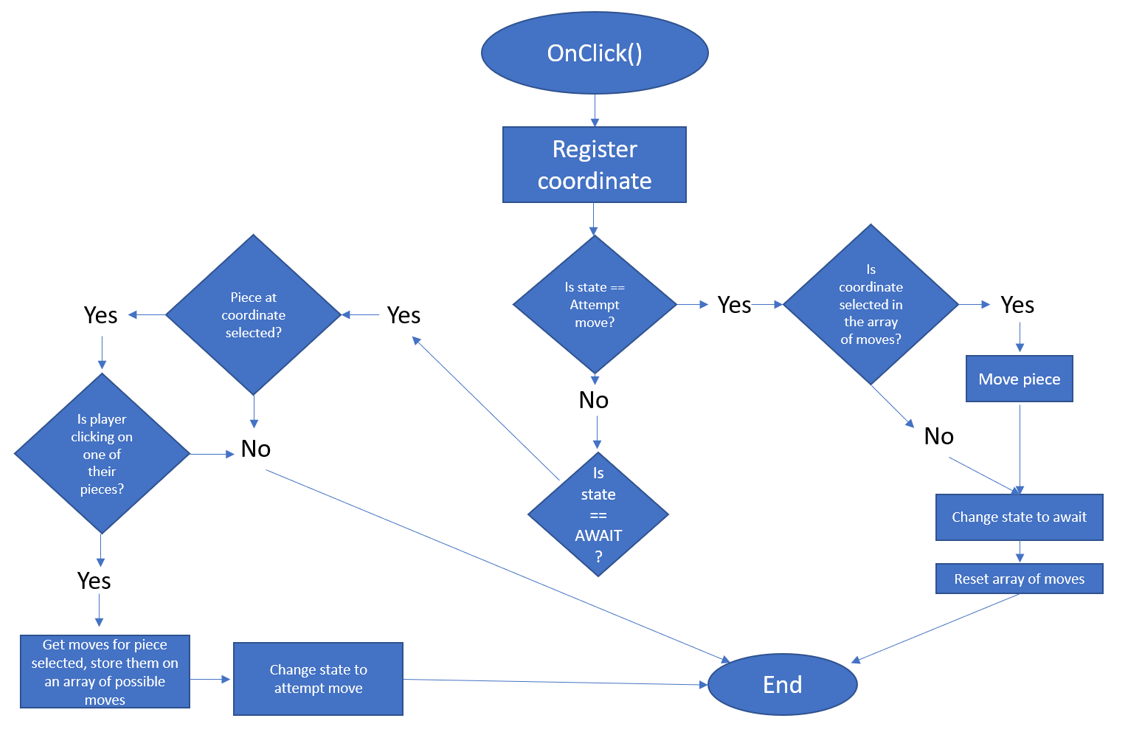 OnClick()
Register
coordinate
Is state ==
Attempt
move?
Yes
Is
coordinate
selected in
the array
of moves?
Yes
Move piece
No
Change state to await
Reset array of moves
No
Is
state
==
AWAIT
?
Yes
Piece at
coordinate
selected?
Yes
No
Is player
clicking on
one of
their
pieces?
Yes
Get moves for piece
selected, store them on
an array of possible
moves
Change state to
attempt move
End